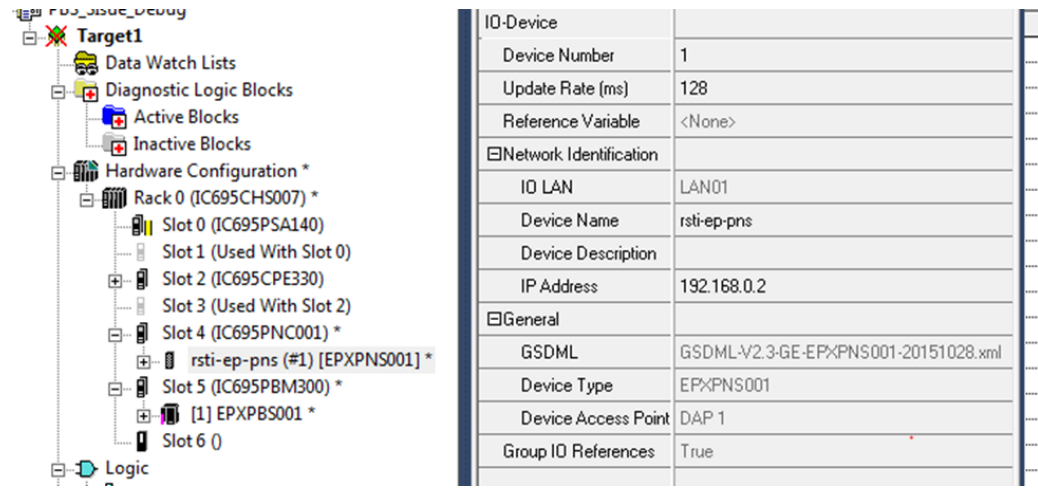 PBS_Sisue_Debug
Target1
Data Watch Lists
Diagnostic Logic Blocks
Active Blocks
Inactive Blocks
Hardware Configuration *
Rack 0 (IC695CHS007) *
Slot 0 (IC695PSA140)
Slot 1 (Used With Slot 0)
Slot 2 (IC695CPE330)
Slot 3 (Used With Slot 2)
Slot 4 (IC695PNC001) *
rsti-ep-pns (#1) [EPXPNS001] *
Slot 5 (IC695PBM300) *
[1] EPXPBS001 *
Slot 6 ()
Logic
IO-Device
Device Number 1
Update Rate (ms) 128
Reference Variable <None>
Network Identification
IO LAN LAN01
Device Name rsti-ep-pns
Device Description
IP Address 192.168.0.2
General
GSDML GSDML-V2.3-GE-EPXPNS001-20151028.xml
Device Type EPXPNS001
Device Access Point DAP 1
Group IO References True